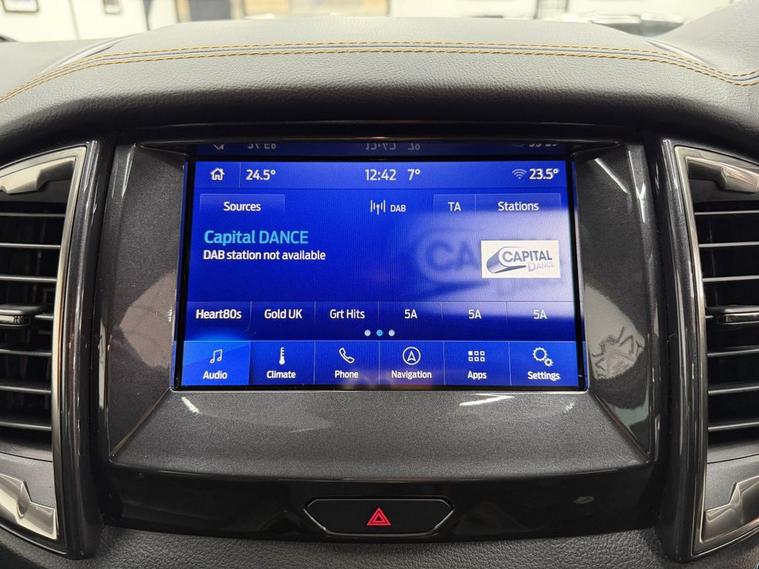 24.5° 12:42 7° 23.5°
Sources DAB TA Stations
Capital DANCE
DAB station not available
CAPITAL
DANCE
Heart80s Gold UK Grt Hits 5A 5A 5A
Audio Climate Phone Navigation Apps Settings